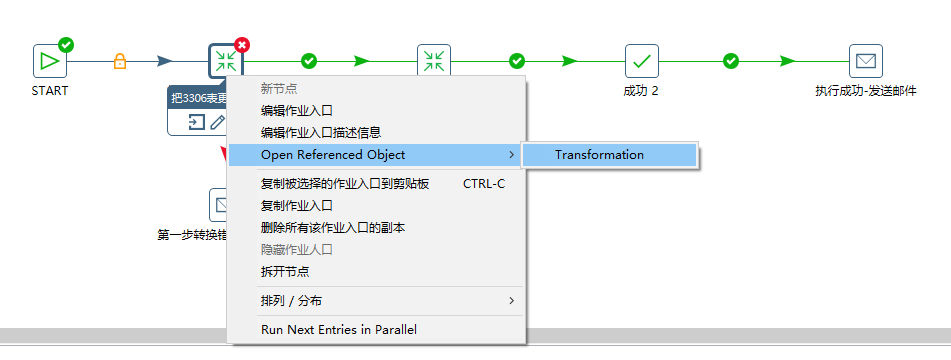 START
成功 2
执行成功-发送邮件
把3306表更
第一步转换错
新节点
编辑作业入口
编辑作业入口描述信息
Open Referenced Object
Transformation
复制被选择的作业入口到剪贴板 CTRL-C
复制作业入口
删除所有该作业入口的副本
隐藏作业人口
拆开节点
排列 / 分布
Run Next Entries in Parallel